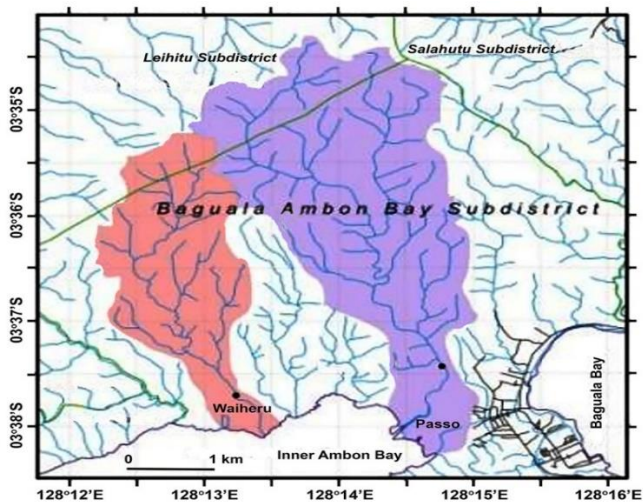 Leihitu Subdistrict
Salahutu Subdistrict
Baguala Ambon Bay Subdistrict
Waiheru
Passo
Baguala Bay
Inner Ambon Bay
0 1 km
03°35'S
03°36'S
03°37'S
03°38'S
128°12'E 128°13'E 128°14'E 128°15'E 128°16'E